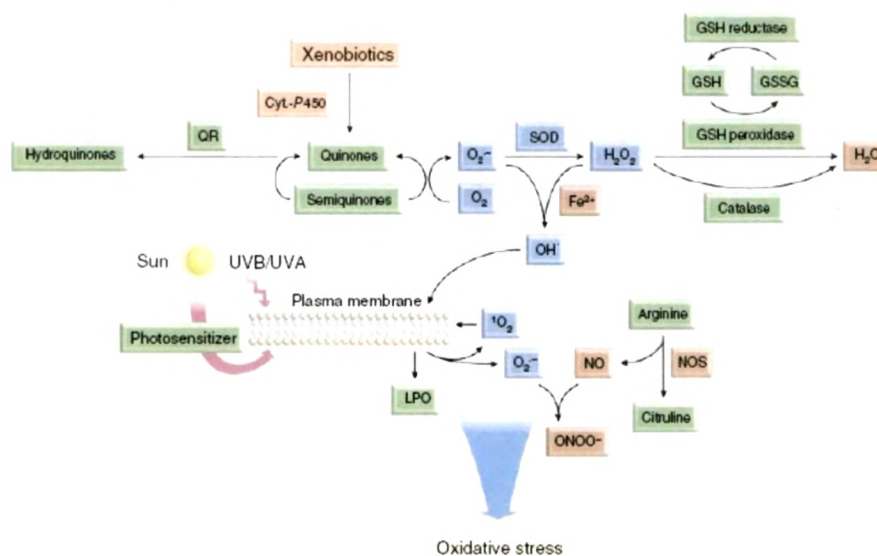 GSH reductase
Xenobiotics
GSH
GSSG
Cyt.-P450
QR
SOD
GSH peroxidase
Hydroquinones
Quinones
O₂·⁻
H₂O₂
H₂O
Semiquinones
O₂
Fe²⁺
Catalase
OH
Sun
UVB/UVA
Plasma membrane
Photosensitizer
¹O₂
Arginine
O₂·⁻
NO
NOS
LPO
Citruline
ONOO⁻
Oxidative stress